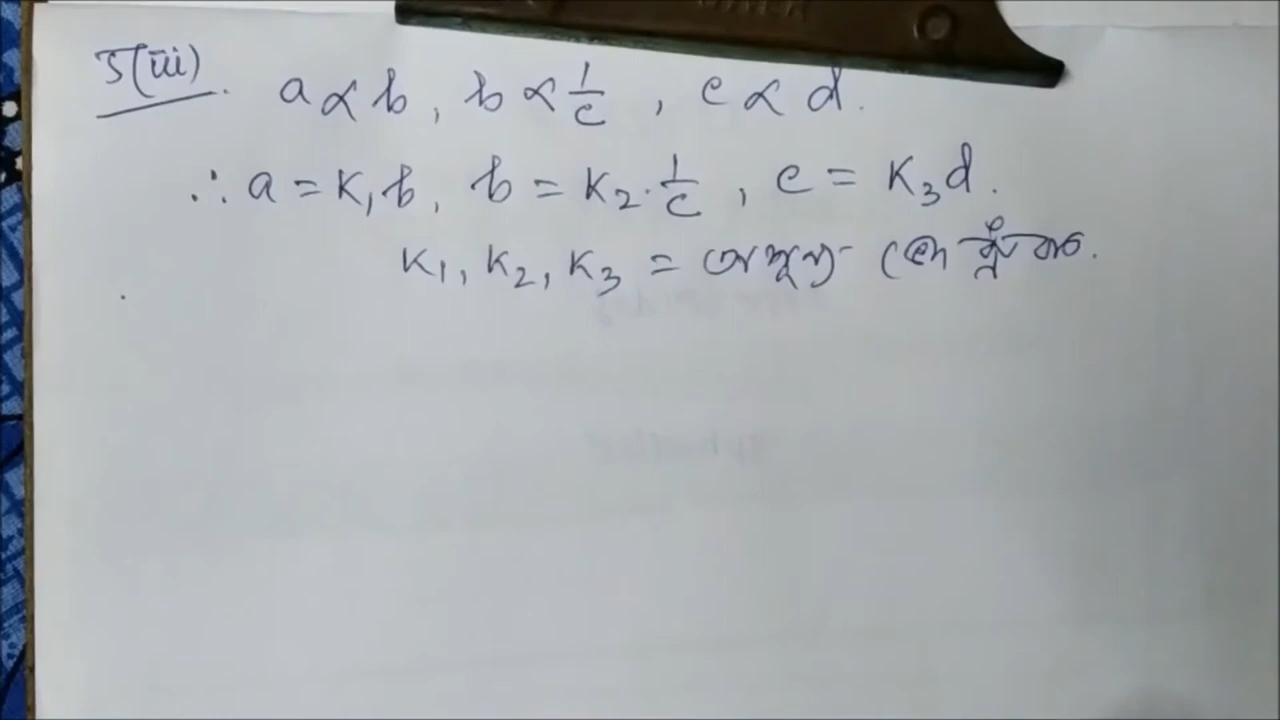 5(iii). a ∝ b, b ∝ 1/c, c ∝ d.
∴ a = K₁b, b = K₂·1/c, c = K₃d.
K₁, K₂, K₃ = অশূন্য ভেদ ধ্রুবক.